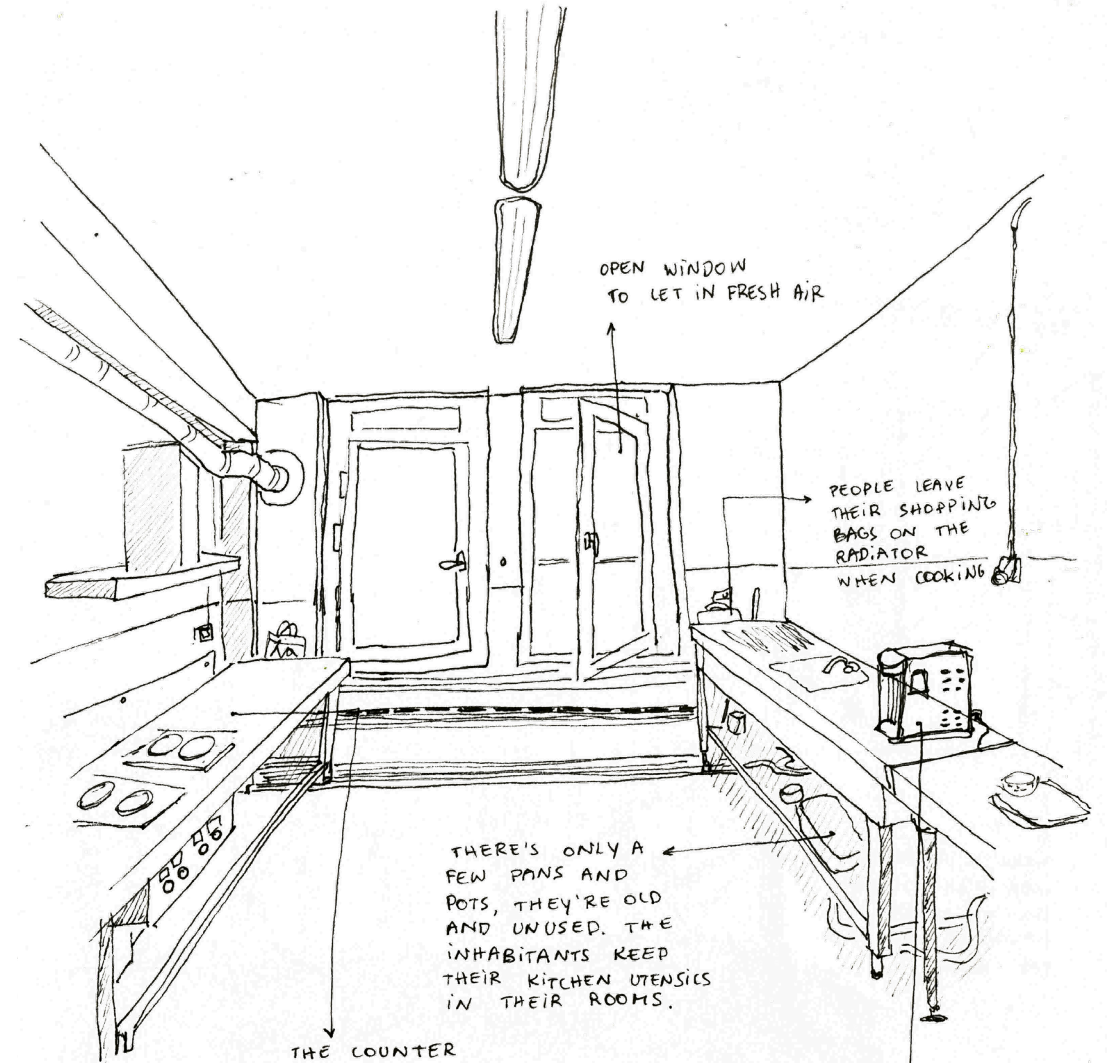 OPEN WINDOW
TO LET IN FRESH AIR
PEOPLE LEAVE
THEIR SHOPPING
BAGS ON THE
RADIATOR
WHEN COOKING
THERE'S ONLY A
FEW PANS AND
POTS, THEY'RE OLD
AND UNUSED. THE
INHABITANTS KEEP
THEIR KITCHEN UTENSILS
IN THEIR ROOMS.
THE COUNTER